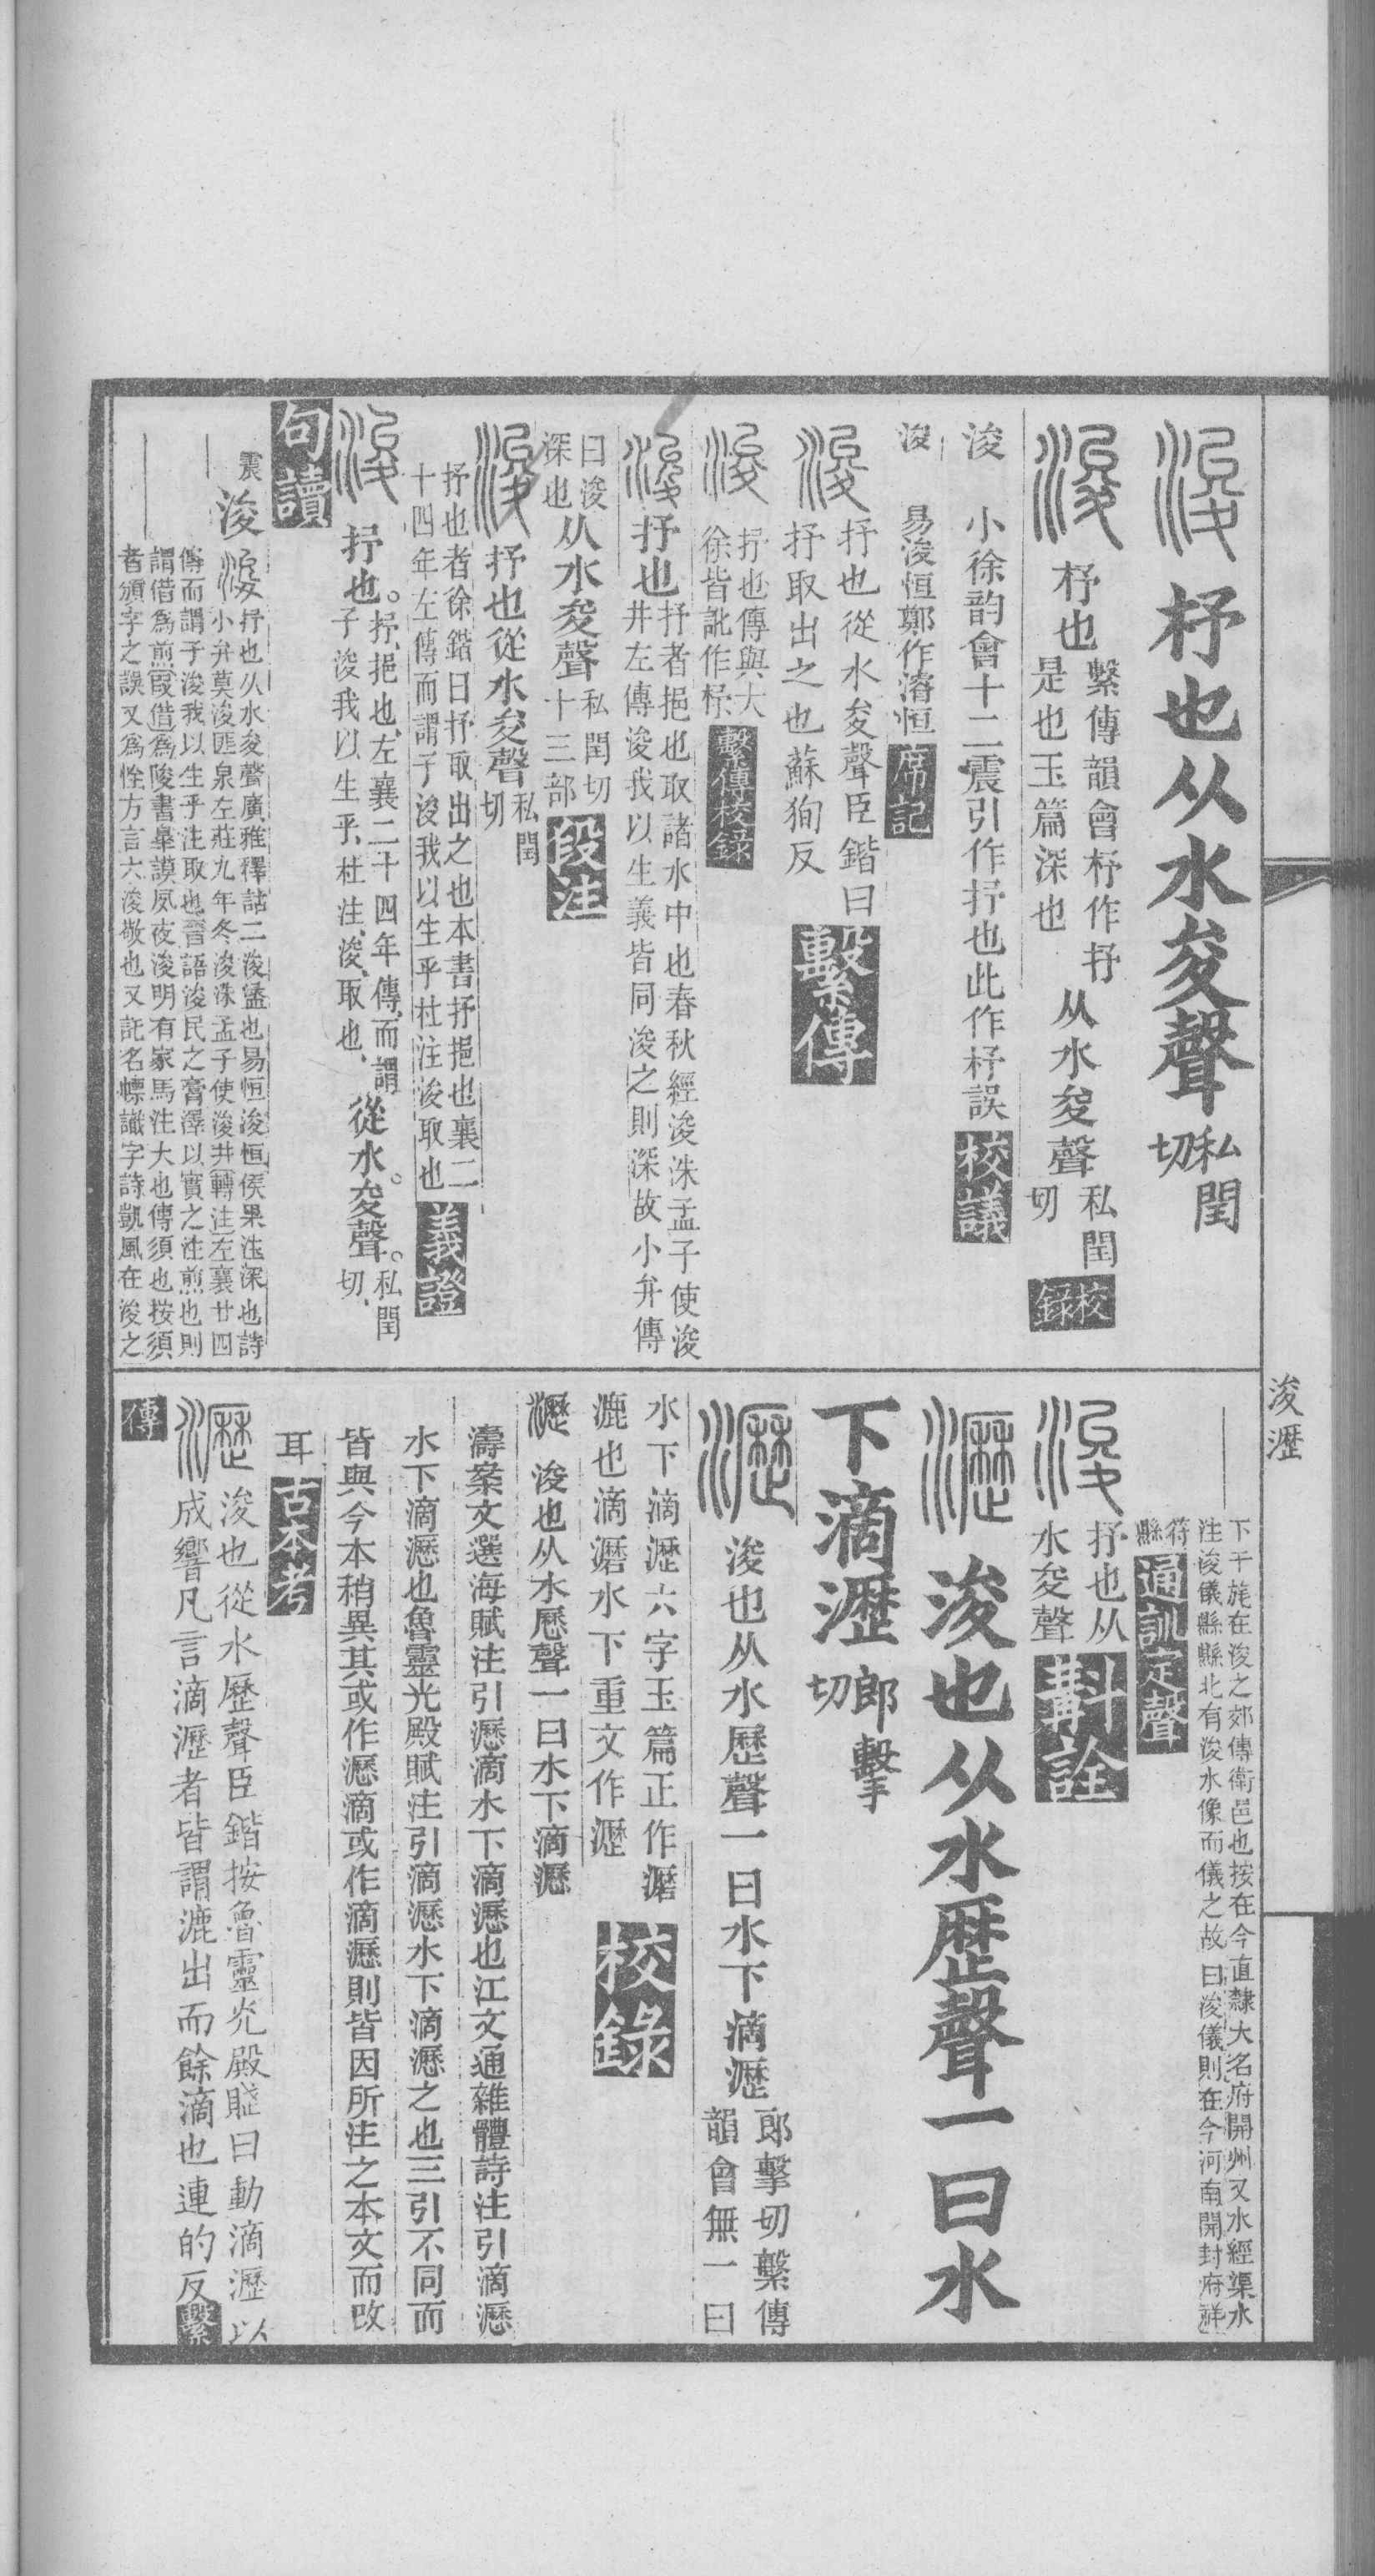 浚杼也从水夋聲私閏切
浚杼也繫傳韻會杼作抒是也玉篇深也从水夋聲私閏切校錄
浚 小徐韵會十二震引作抒也此作杼誤校議
浚 易浚恒鄭作濬恒席記
浚抒也從水夋聲臣鍇曰抒取出之也蘇徇反繫傳
浚抒也傳與大徐皆訛作杼繫傳校錄
浚抒也抒者挹也取諸水中也春秋經浚洙孟子使浚井左傳浚我以生義皆同浚之則深故小弁傳
曰浚深也从水夋聲私閏切十三部段注
浚抒也從水夋聲私閏切
抒也者徐鍇曰抒取出之也本書抒挹也襄二十四年左傳而謂子浚我以生乎杜注浚取也義證
浚抒也。抒、挹也、左襄二十四年傳、而謂子浚我以生乎、杜注、浚、取也、從水。夋聲。私閏切、
句讀
震浚浚抒也从水夋聲廣雅釋詁二浚盝也易恒浚恒侯果注深也詩小弁莫浚匪泉左莊九年冬浚洙孟子使浚井轉注左襄廿四
傳而謂子浚我以生乎注取也晉語浚民之膏澤以實之注煎也則謂借爲煎叚借爲陖書皋謨夙夜浚明有家馬注大也傳須也按須
者頒字之誤又爲悛方言六浚敬也又託名幖識字詩凱風在浚之
下干旄在浚之郊傳衛邑也按在今直隸大名府開州又水經渠水注浚儀縣縣北有浚水像而儀之故曰浚儀則在今河南開封府祥
符縣通訓定聲
浚抒也从水夋聲斠詮
瀝浚也从水歷聲一曰水
下滴瀝郎擊切
瀝浚也从水歷聲一曰水下滴瀝郎擊切繫傳韻會無一曰
水下滴瀝六字玉篇正作𤁋漉也滴𤁋水下重文作瀝校錄
瀝 浚也从水厯聲一曰水下滴瀝
濤案文選海賦注引瀝滴水下滴瀝也江文通雜體詩注引滴瀝
水下滴瀝也魯靈光殿賦注引滴瀝水下滴瀝之也三引不同而
皆與今本稍異其或作瀝滴或作滴瀝則皆因所注之本文而改
耳古本考
瀝浚也從水歷聲臣鍇按魯靈光殿賦曰動滴瀝以成響凡言滴瀝者皆謂漉出而餘滴也連的反繫
傳
浚瀝